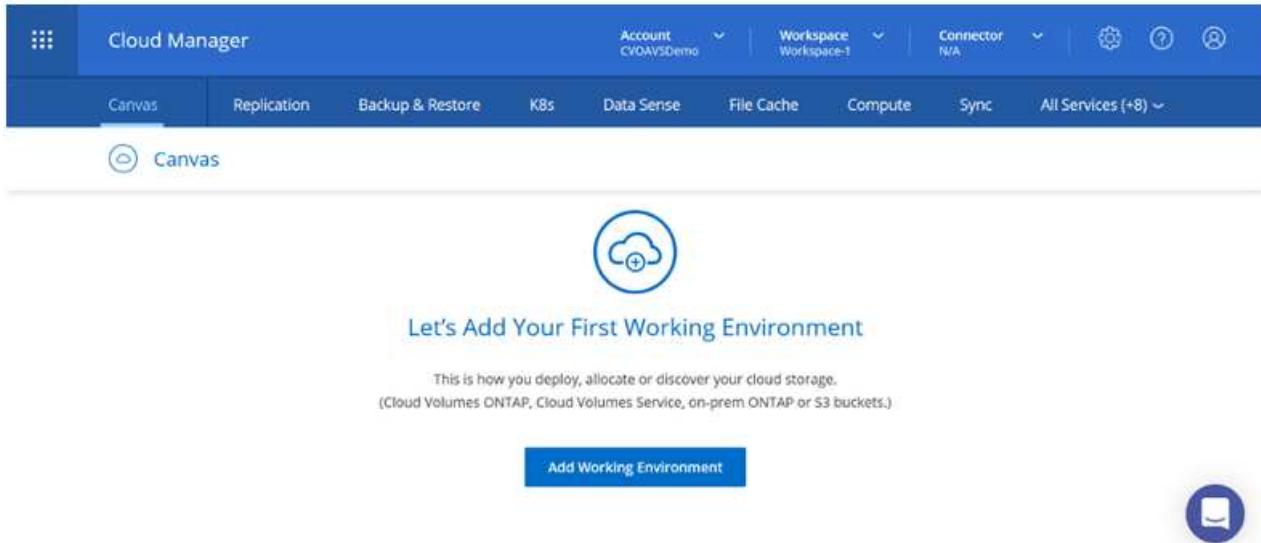 Cloud Manager
Account
CVOAVSDemo
Workspace
Workspace-1
Connector
N/A
Canvas
Replication
Backup & Restore
K8s
Data Sense
File Cache
Compute
Sync
All Services (+8)
Canvas
Let's Add Your First Working Environment
This is how you deploy, allocate or discover your cloud storage.
(Cloud Volumes ONTAP, Cloud Volumes Service, on-prem ONTAP or S3 buckets.)
Add Working Environment